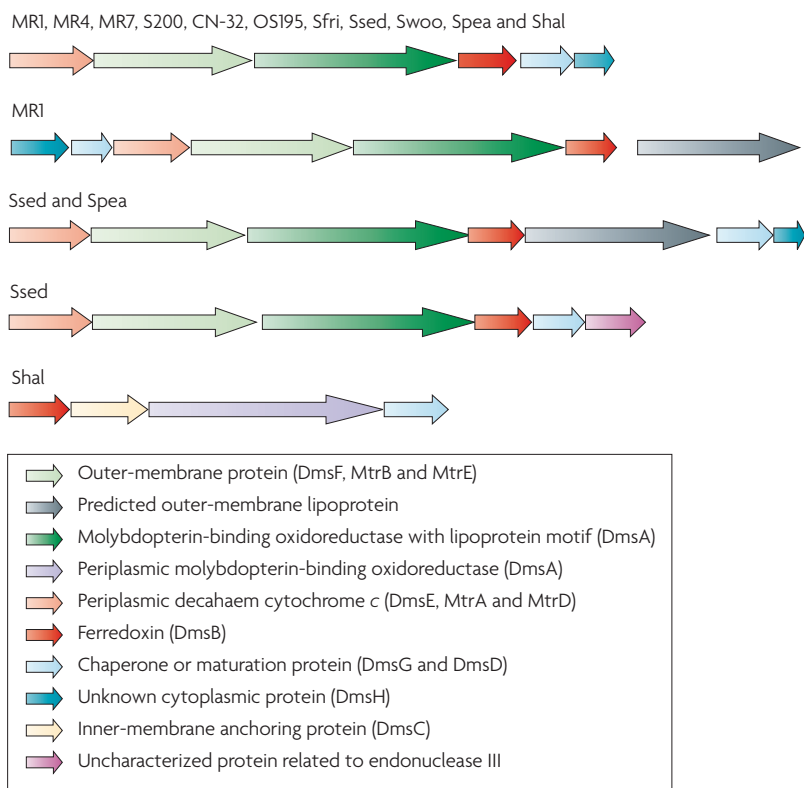 MR1, MR4, MR7, S200, CN-32, OS195, Sfri, Ssed, Swoo, Spea and Shal
MR1
Ssed and Spea
Ssed
Shal
Outer-membrane protein (DmsF, MtrB and MtrE)
Predicted outer-membrane lipoprotein
Molybdopterin-binding oxidoreductase with lipoprotein motif (DmsA)
Periplasmic molybdopterin-binding oxidoreductase (DmsA)
Periplasmic decahaem cytochrome c (DmsE, MtrA and MtrD)
Ferredoxin (DmsB)
Chaperone or maturation protein (DmsG and DmsD)
Unknown cytoplasmic protein (DmsH)
Inner-membrane anchoring protein (DmsC)
Uncharacterized protein related to endonuclease III